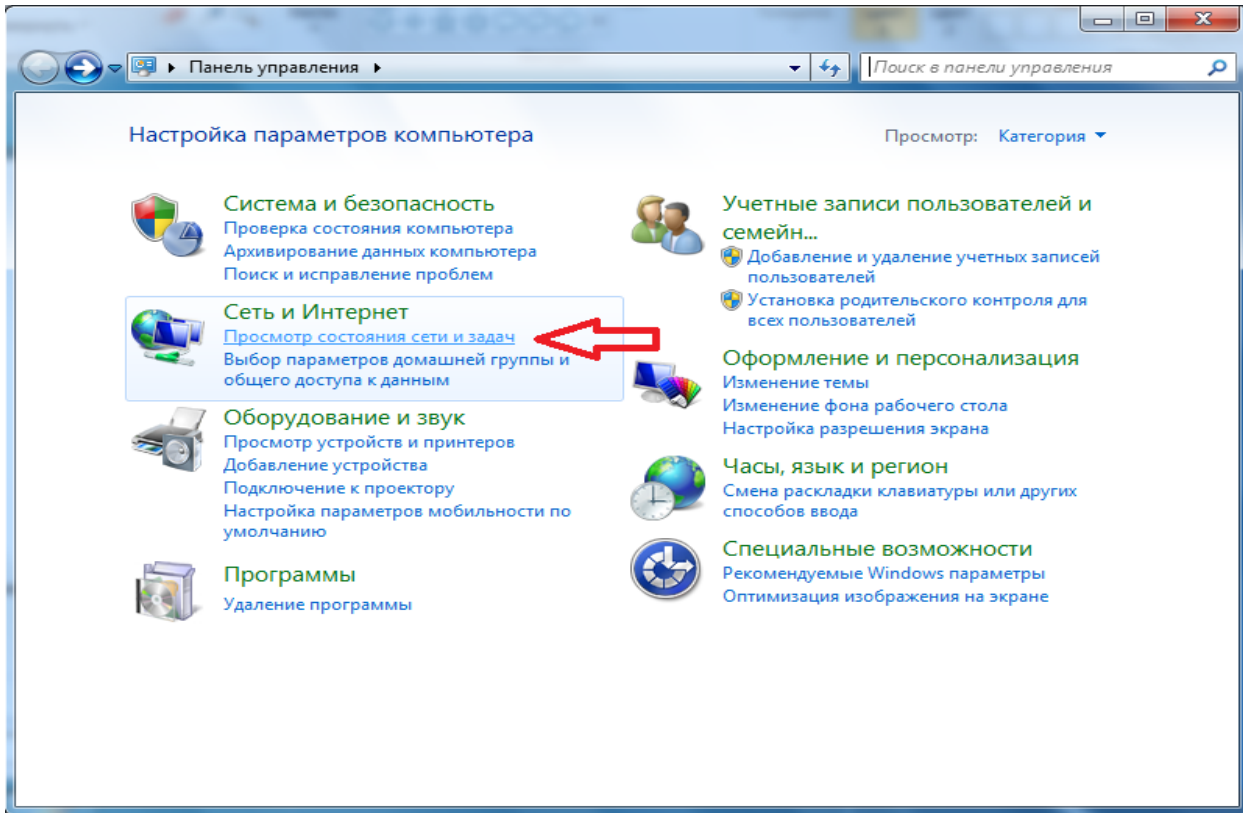 Панель управления
Поиск в панели управления
Настройка параметров компьютера
Просмотр: Категория
Система и безопасность
Проверка состояния компьютера
Архивирование данных компьютера
Поиск и исправление проблем
Сеть и Интернет
Просмотр состояния сети и задач
Выбор параметров домашней группы и
общего доступа к данным
Оборудование и звук
Просмотр устройств и принтеров
Добавление устройства
Подключение к проектору
Настройка параметров мобильности по
умолчанию
Программы
Удаление программы
Учетные записи пользователей и
семейн...
Добавление и удаление учетных записей
пользователей
Установка родительского контроля для
всех пользователей
Оформление и персонализация
Изменение темы
Изменение фона рабочего стола
Настройка разрешения экрана
Часы, язык и регион
Смена раскладки клавиатуры или других
способов ввода
Специальные возможности
Рекомендуемые Windows параметры
Оптимизация изображения на экране